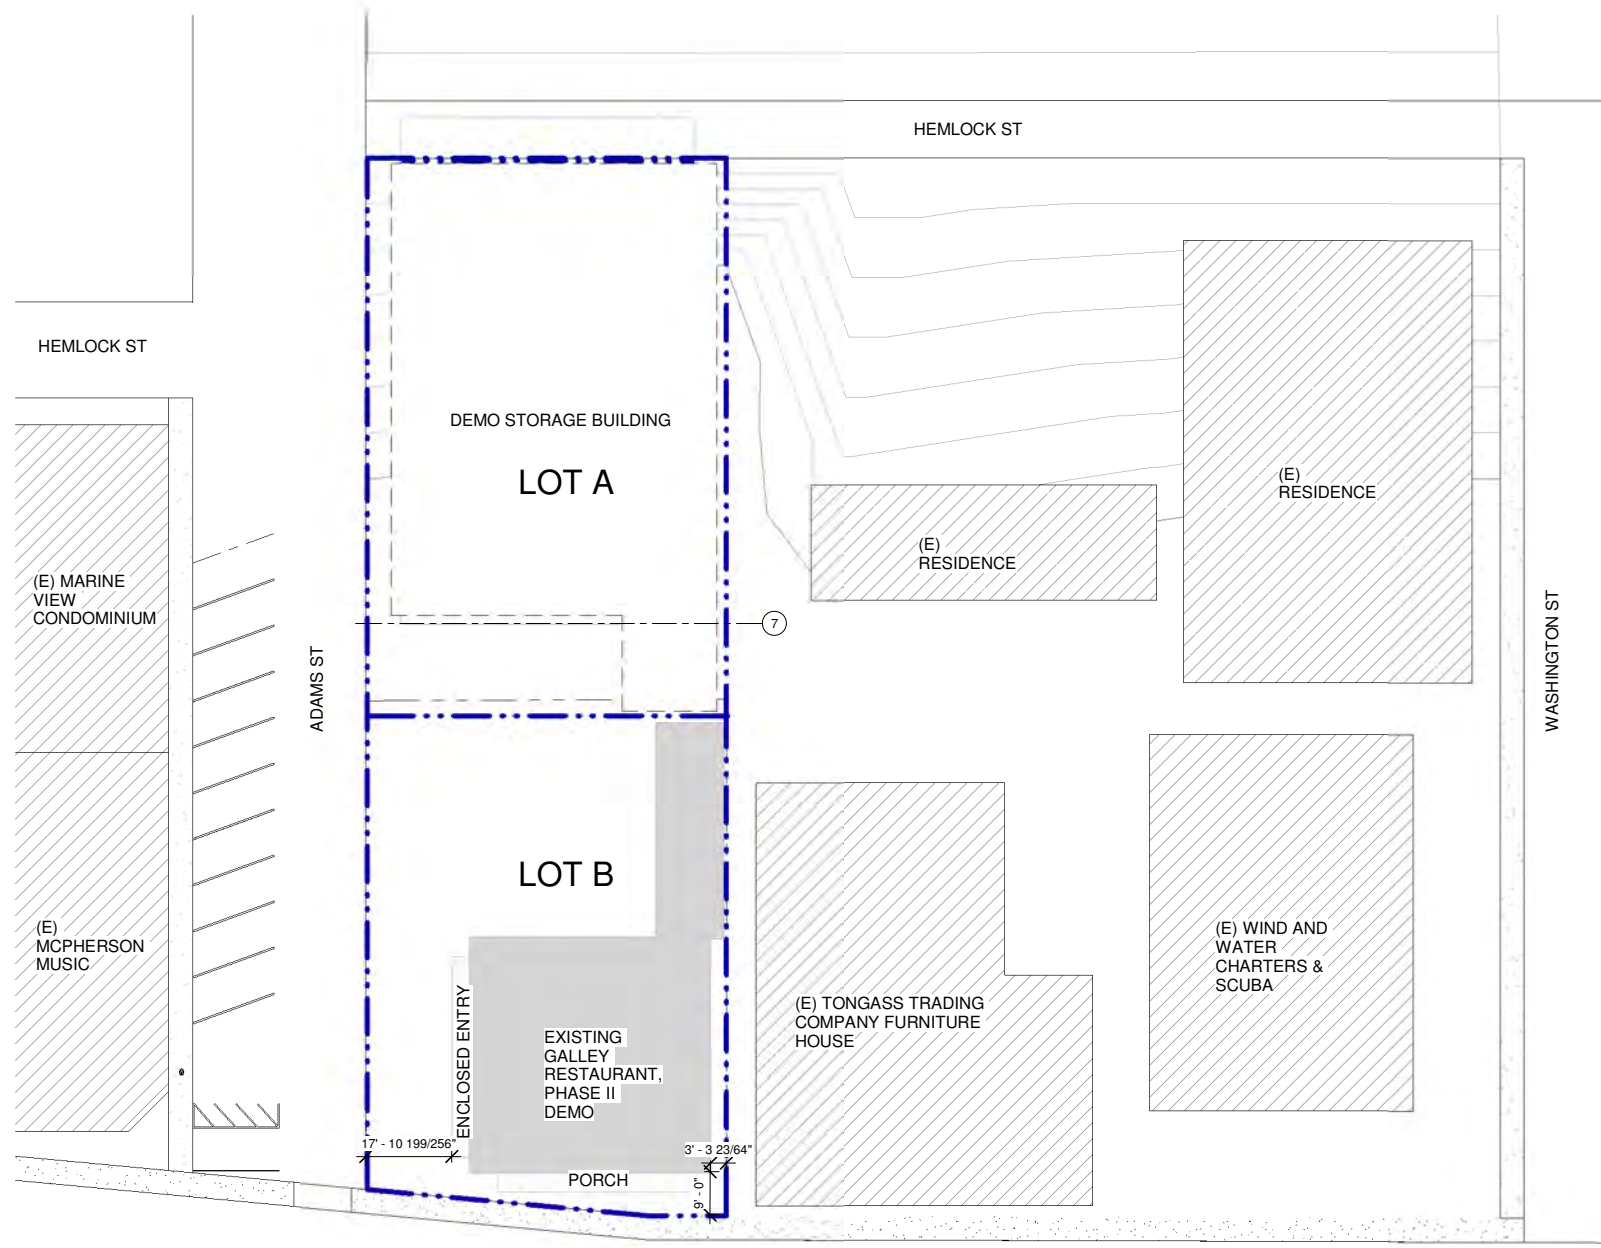 HEMLOCK ST
HEMLOCK ST
DEMO STORAGE BUILDING
LOT A
(E)
RESIDENCE
(E)
RESIDENCE
(E) MARINE
VIEW
CONDOMINIUM
7
ADAMS ST
WASHINGTON ST
LOT B
(E)
MCPHERSON
MUSIC
ENCLOSED ENTRY
EXISTING
GALLEY
RESTAURANT,
PHASE II
DEMO
(E) TONGASS TRADING
COMPANY FURNITURE
HOUSE
(E) WIND AND
WATER
CHARTERS &
SCUBA
17' - 10 199/256"
3' - 3 23/64"
PORCH
9' - 0"